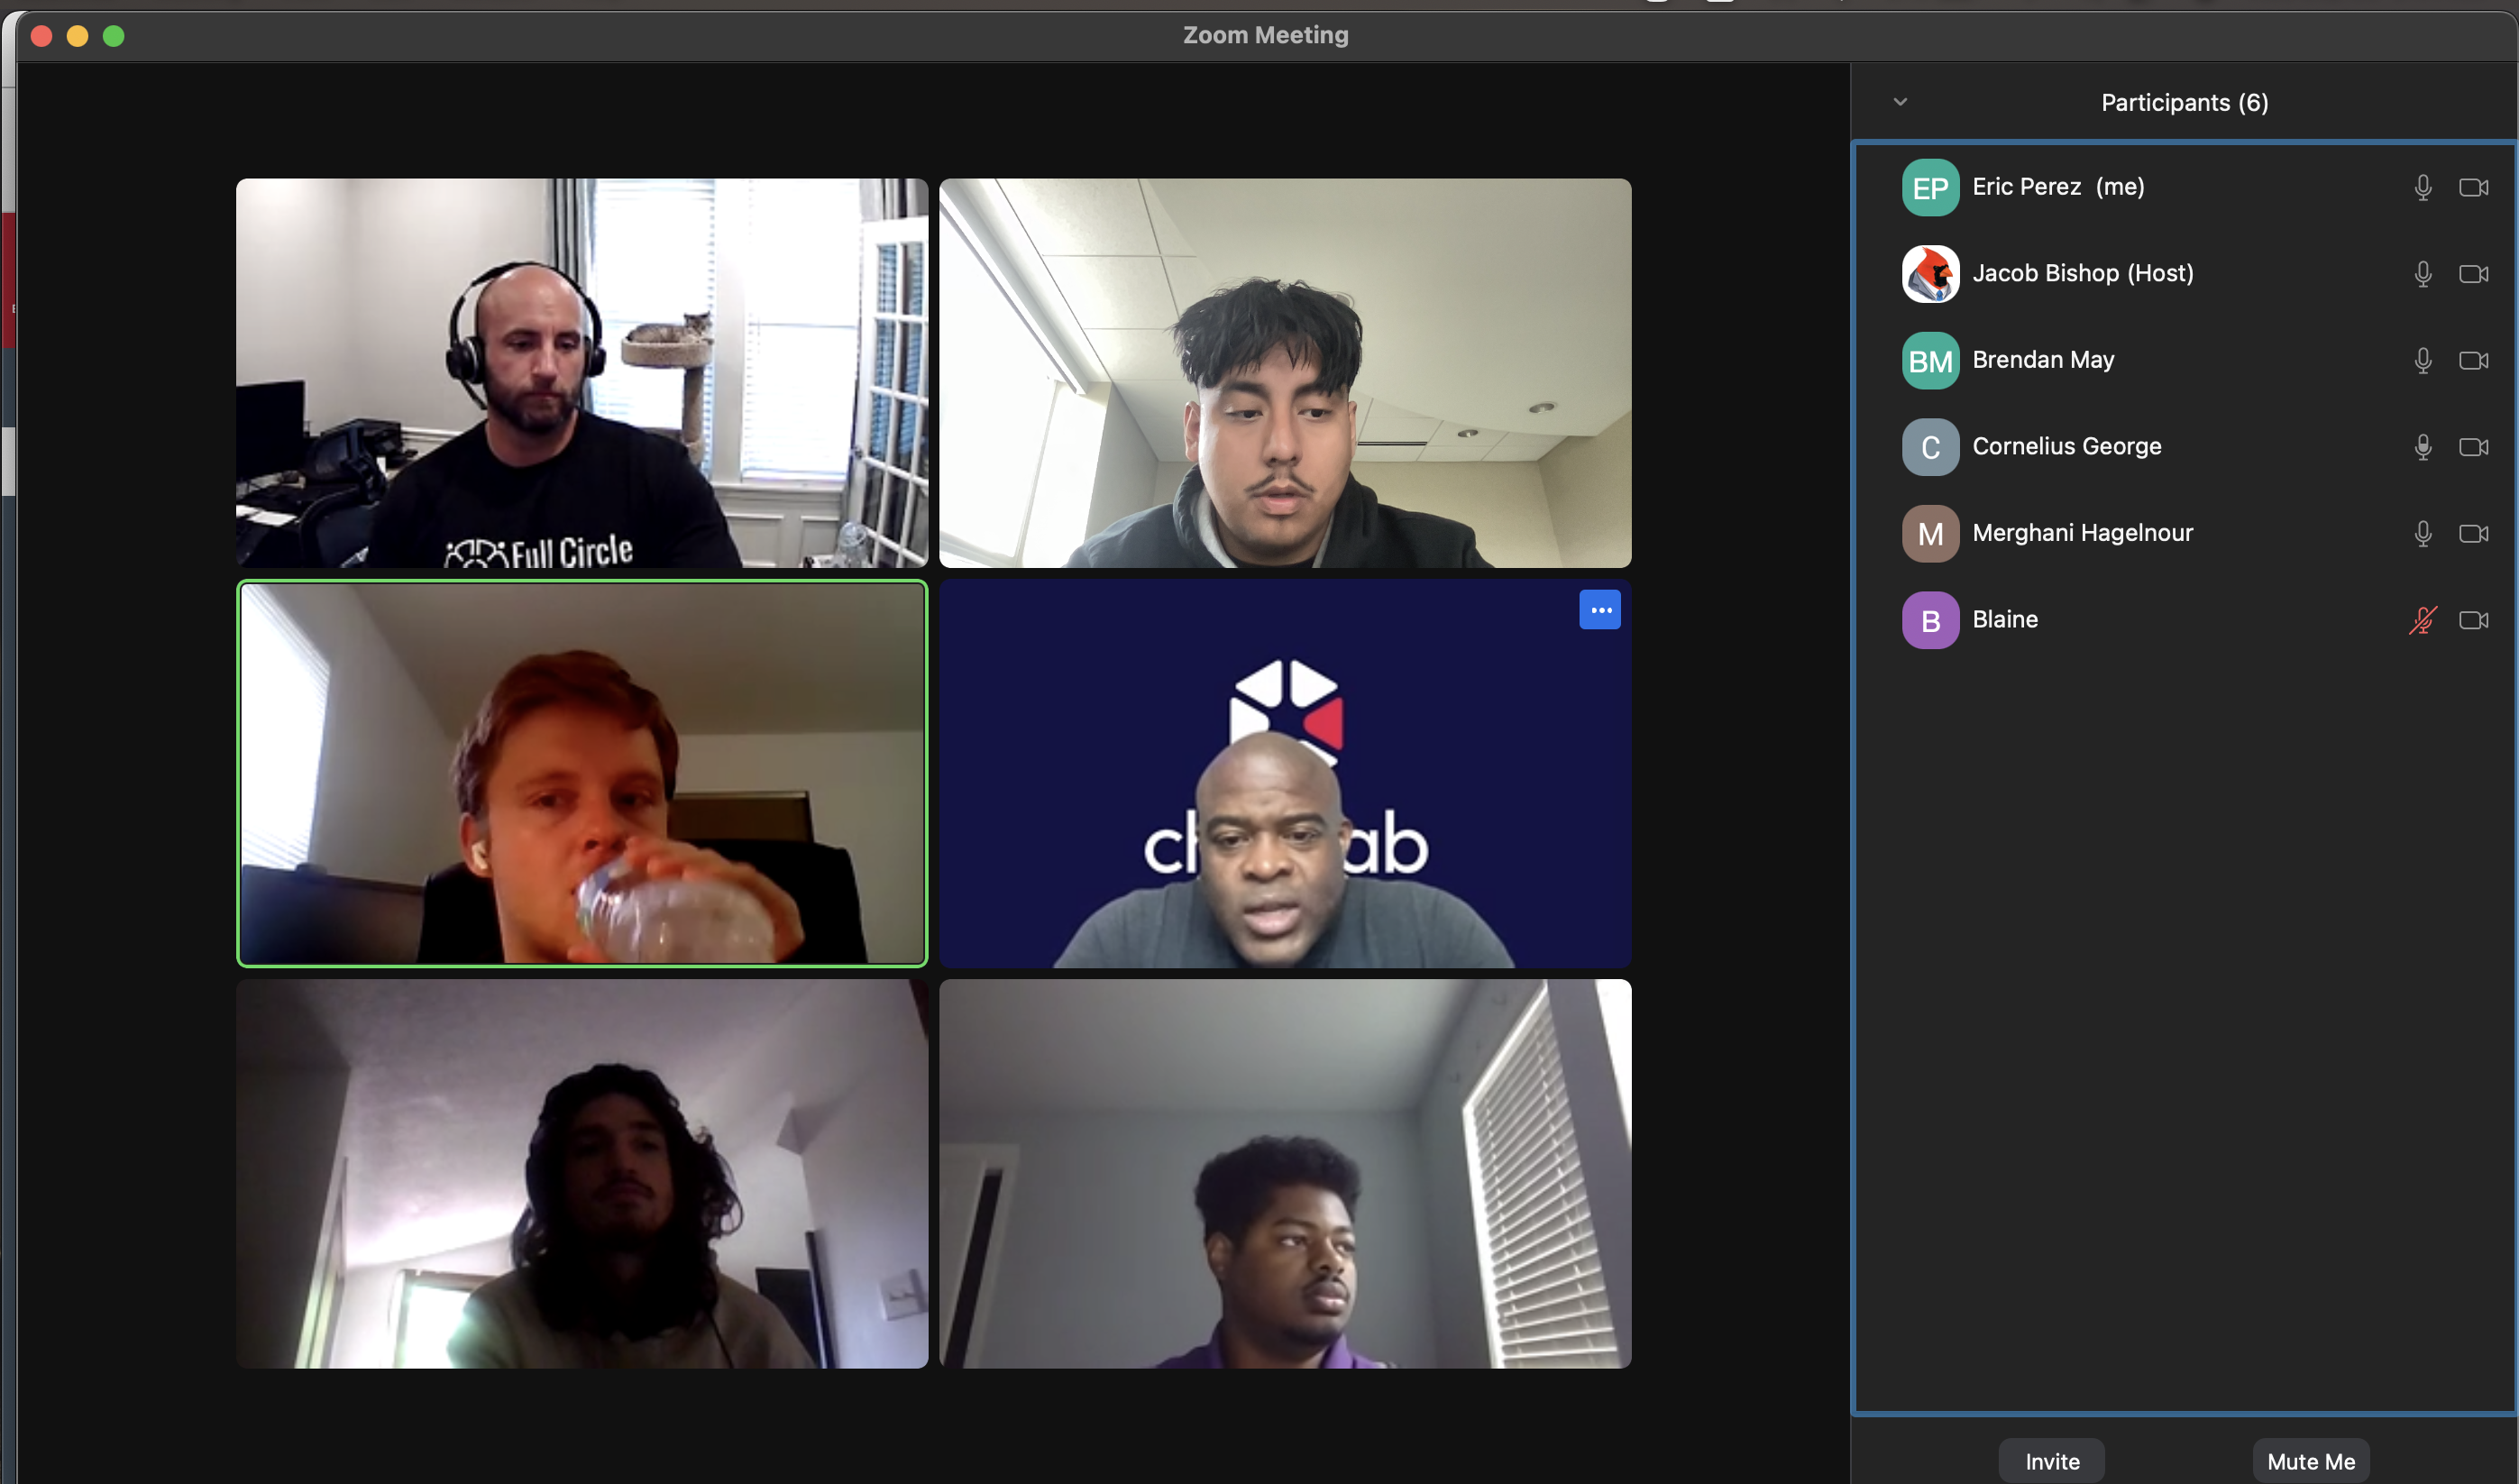 Zoom Meeting
Participants (6)
EP Eric Perez (me)
Jacob Bishop (Host)
BM Brendan May
C Cornelius George
M Merghani Hagelnour
B Blaine
Full Circle
ch ab
Invite
Mute Me